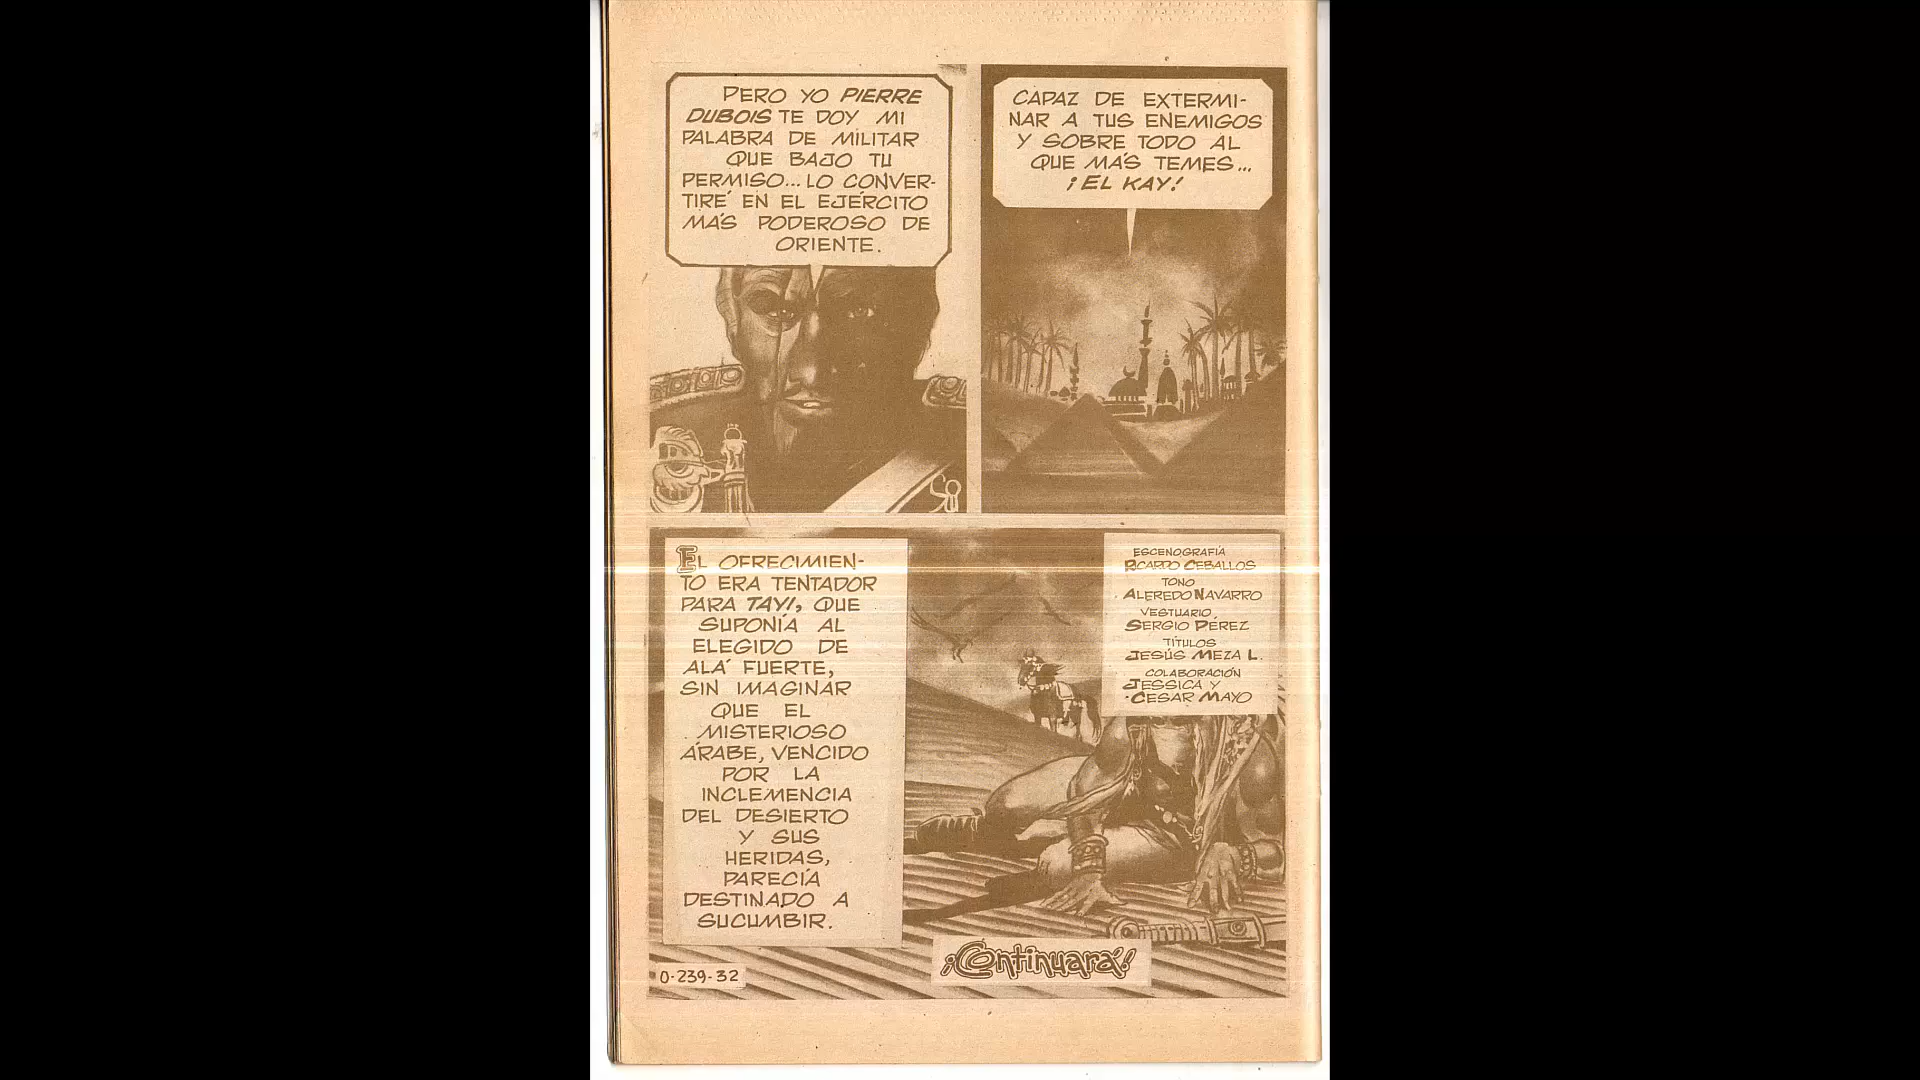 PERO YO PIERRE
DUBOIS TE DOY MI
PALABRA DE MILITAR
QUE BAJO TU
PERMISO... LO CONVER-
TIRÉ EN EL EJÉRCITO
MÁS PODEROSO DE
ORIENTE.
CAPAZ DE EXTERMI-
NAR A TUS ENEMIGOS
Y SOBRE TODO AL
QUE MÁS TEMES...
¡EL KAY!
EL OFRECIMIEN-
TO ERA TENTADOR
PARA TAYI, QUE
SUPONÍA AL
ELEGIDO DE
ALÁ FUERTE,
SIN IMAGINAR
QUE EL
MISTERIOSO
ÁRABE, VENCIDO
POR LA
INCLEMENCIA
DEL DESIERTO
Y SUS
HERIDAS,
PARECÍA
DESTINADO A
SUCUMBIR.
ESCENOGRAFÍA
RICARDO CEBALLOS
TONO
ALFREDO NAVARRO
VESTUARIO
SERGIO PÉREZ
TÍTULOS
JESÚS MEZA L.
COLABORACIÓN
JESSICA Y
CESAR MAYO
¡Continuará!
O-239-32